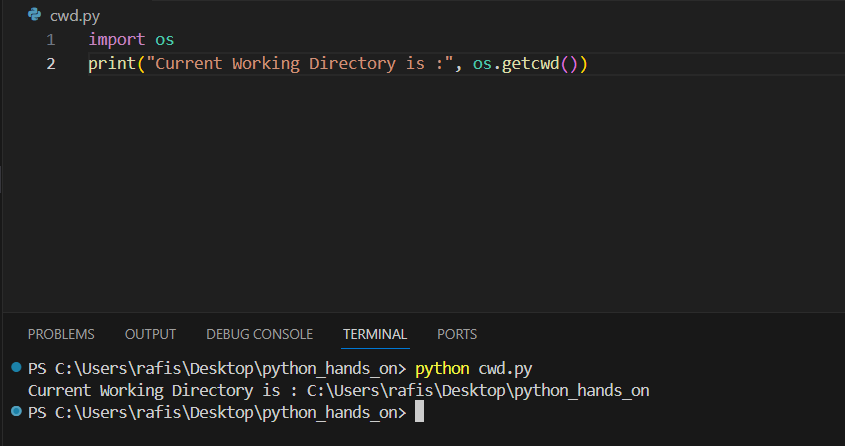 cwd.py
1 import os
2 print("Current Working Directory is :", os.getcwd())
PROBLEMS OUTPUT DEBUG CONSOLE TERMINAL PORTS
PS C:\Users\rafis\Desktop\python_hands_on> python cwd.py
Current Working Directory is : C:\Users\rafis\Desktop\python_hands_on
PS C:\Users\rafis\Desktop\python_hands_on>